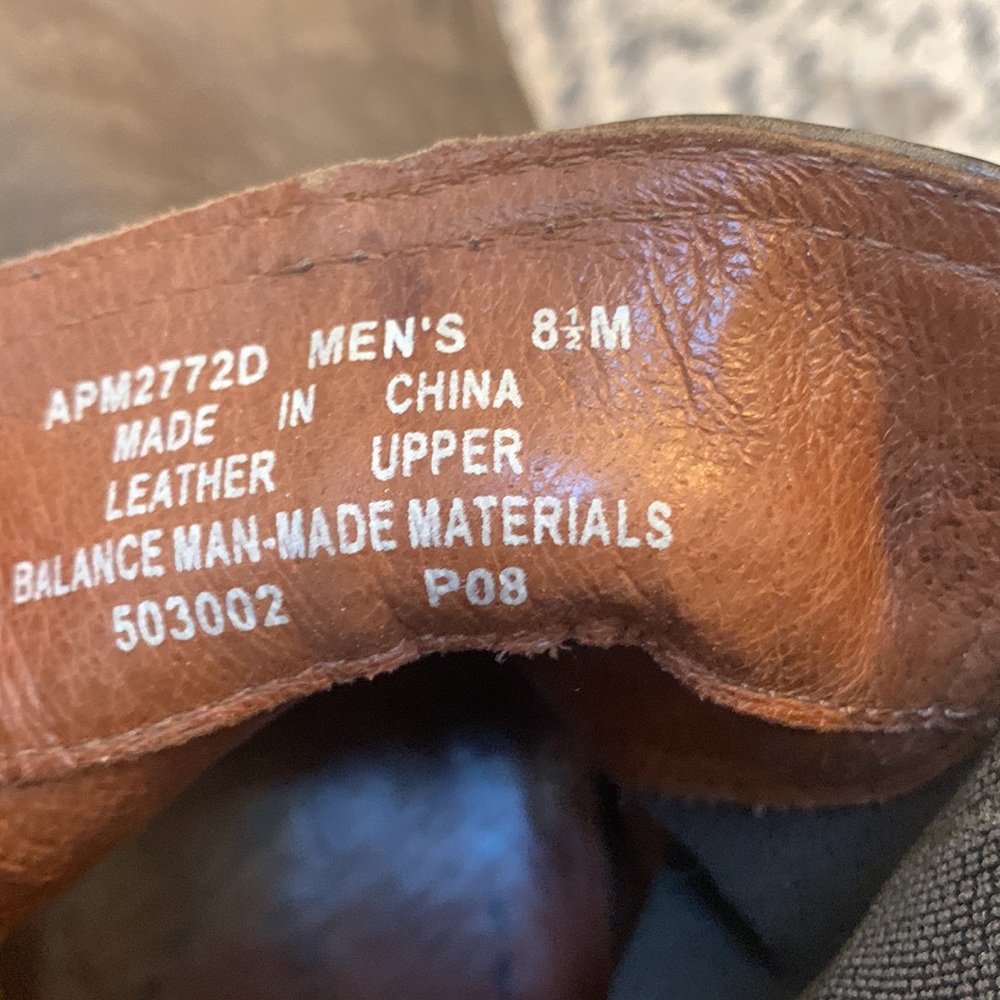 APM2772D MEN'S 8½M
MADE IN CHINA
LEATHER UPPER
BALANCE MAN-MADE MATERIALS
503002 P08